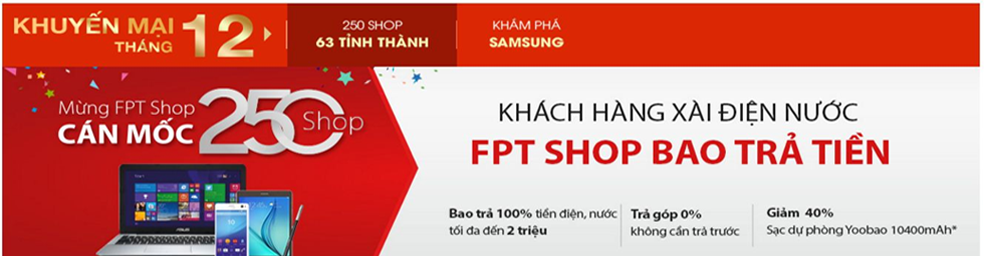 KHUYẾN MẠI
THÁNG 12
250 SHOP
63 TỈNH THÀNH
KHÁM PHÁ
SAMSUNG
Mừng FPT Shop
CÁN MỐC 250 Shop
KHÁCH HÀNG XÀI ĐIỆN NƯỚC
FPT SHOP BAO TRẢ TIỀN
Bao trả 100% tiền điện, nước
tối đa đến 2 triệu
Trả góp 0%
không cần trả trước
Giảm 40%
Sạc dự phòng Yoobao 10400mAh*